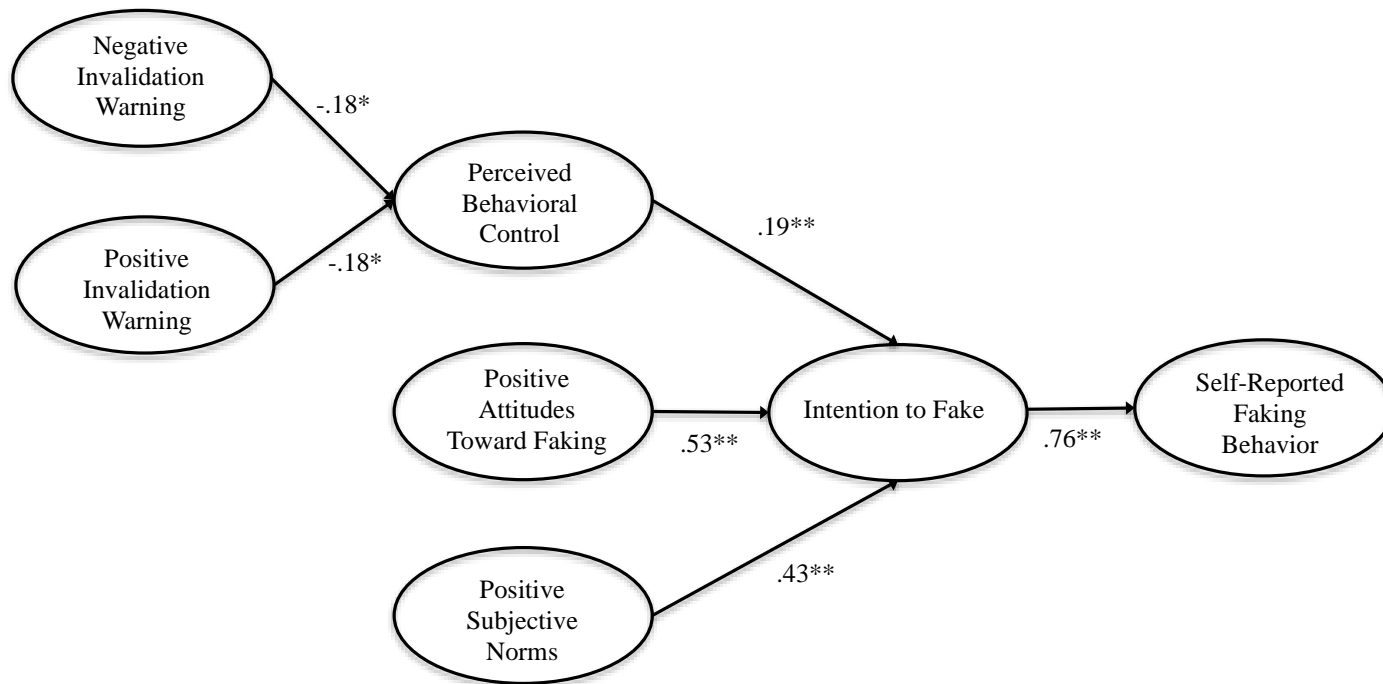 Negative
Invalidation
Warning
-.18*
Positive
Invalidation
Warning
-.18*
Perceived
Behavioral
Control
.19**
Positive
Attitudes
Toward Faking
.53**
Positive
Subjective
Norms
.43**
Intention to Fake
.76**
Self-Reported
Faking
Behavior